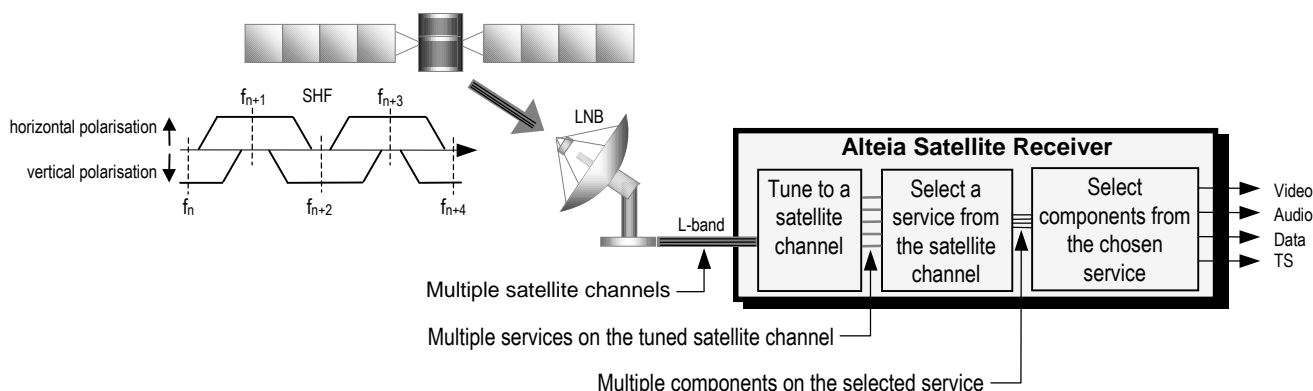 fn+1
SHF
fn+3
horizontal polarisation
vertical polarisation
fn
fn+2
fn+4
LNB
L-band
Alteia Satellite Receiver
Tune to a
satellite
channel
Select a
service from
the satellite
channel
Select
components from
the chosen
service
Video
Audio
Data
TS
Multiple satellite channels
Multiple services on the tuned satellite channel
Multiple components on the selected service